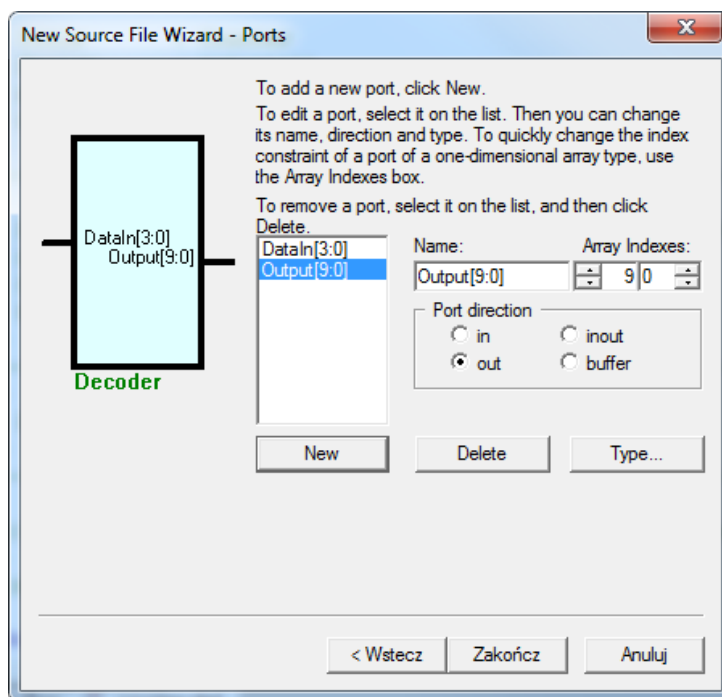 New Source File Wizard - Ports
To add a new port, click New.
To edit a port, select it on the list. Then you can change
its name, direction and type. To quickly change the index
constraint of a port of a one-dimensional array type, use
the Array Indexes box.
To remove a port, select it on the list, and then click
Delete.
DataIn[3:0]
Output[9:0]
Decoder
DataIn[3:0]
Output[9:0]
Name: Array Indexes:
Output[9:0] 9 0
Port direction
in inout
out buffer
New Delete Type...
< Wstecz Zakończ Anuluj